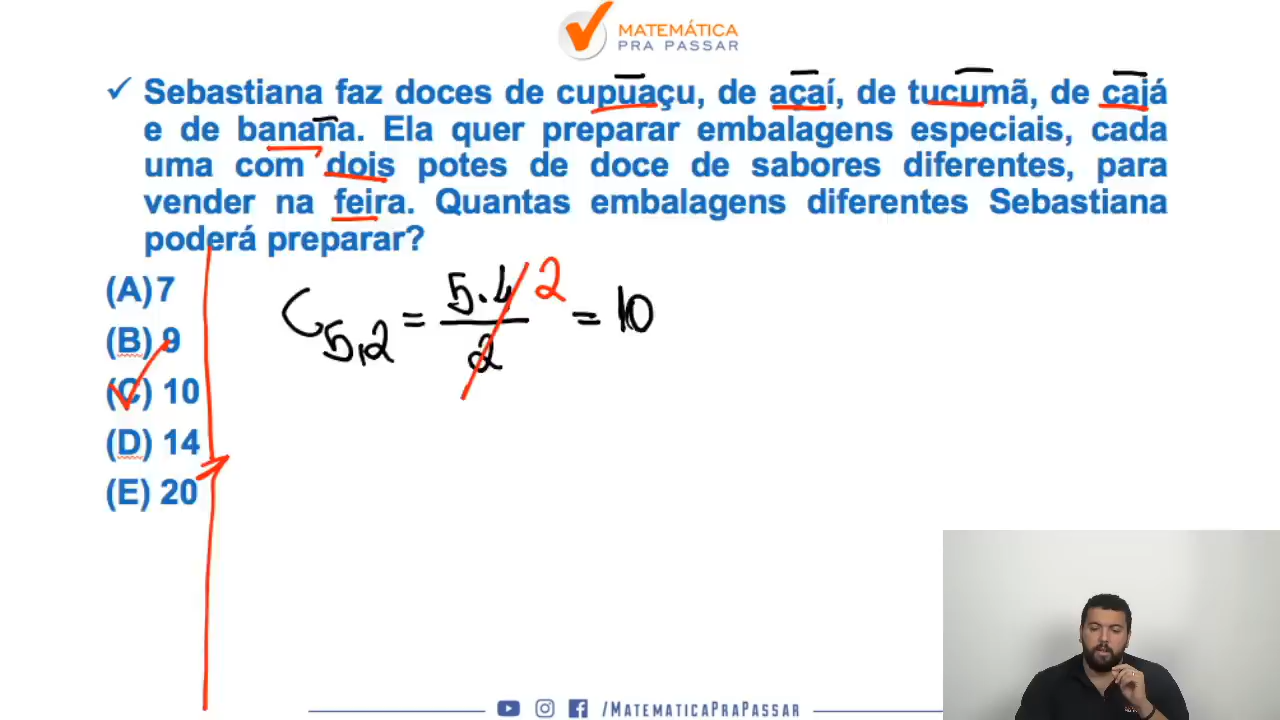 MATEMÁTICA
PRA PASSAR
✓ Sebastiana faz doces de cupuaçu, de açaí, de tucumã, de cajá
e de banana. Ela quer preparar embalagens especiais, cada
uma com dois potes de doce de sabores diferentes, para
vender na feira. Quantas embalagens diferentes Sebastiana
poderá preparar?
(A) 7
(B) 9
(C) 10
(D) 14
(E) 20
C5,2 = 5.4/2 2 = 10
/MATEMATICAPRAPASSAR